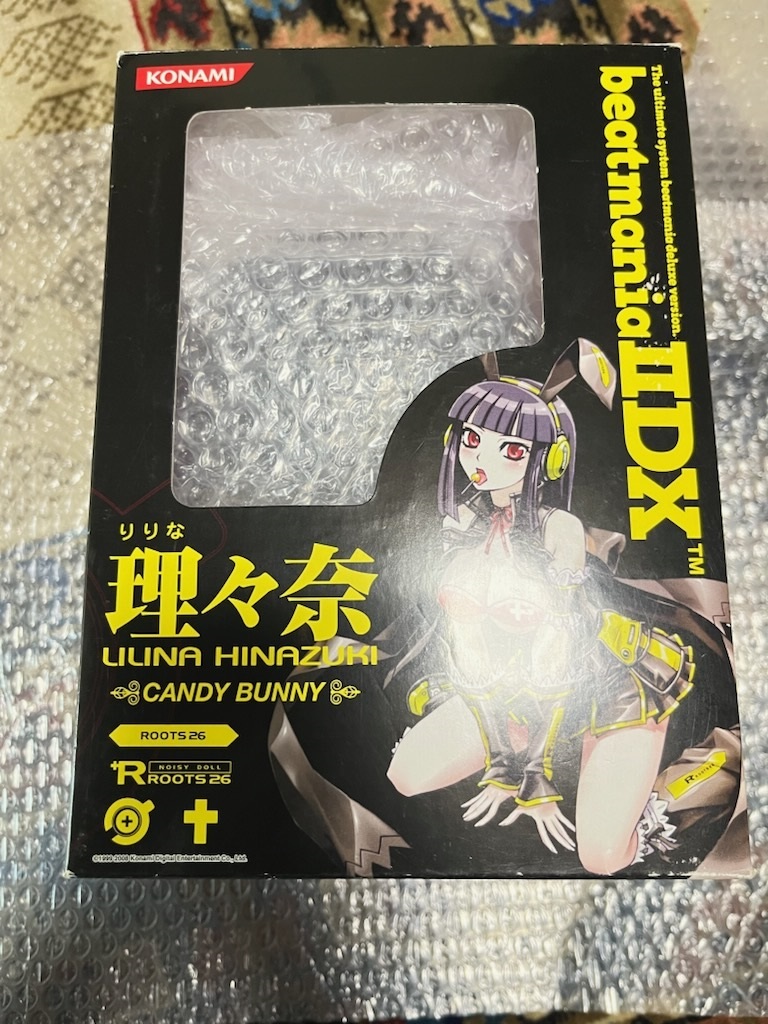 KONAMI
The ultimate system beatmania deluxe version.
beatmania IIDX™
りりな
理々奈
LILINA HINAZUKI
CANDY BUNNY
ROOTS26
R NOISY DOLL
ROOTS26
©1999 2008 Konami Digital Entertainment Co., Ltd.